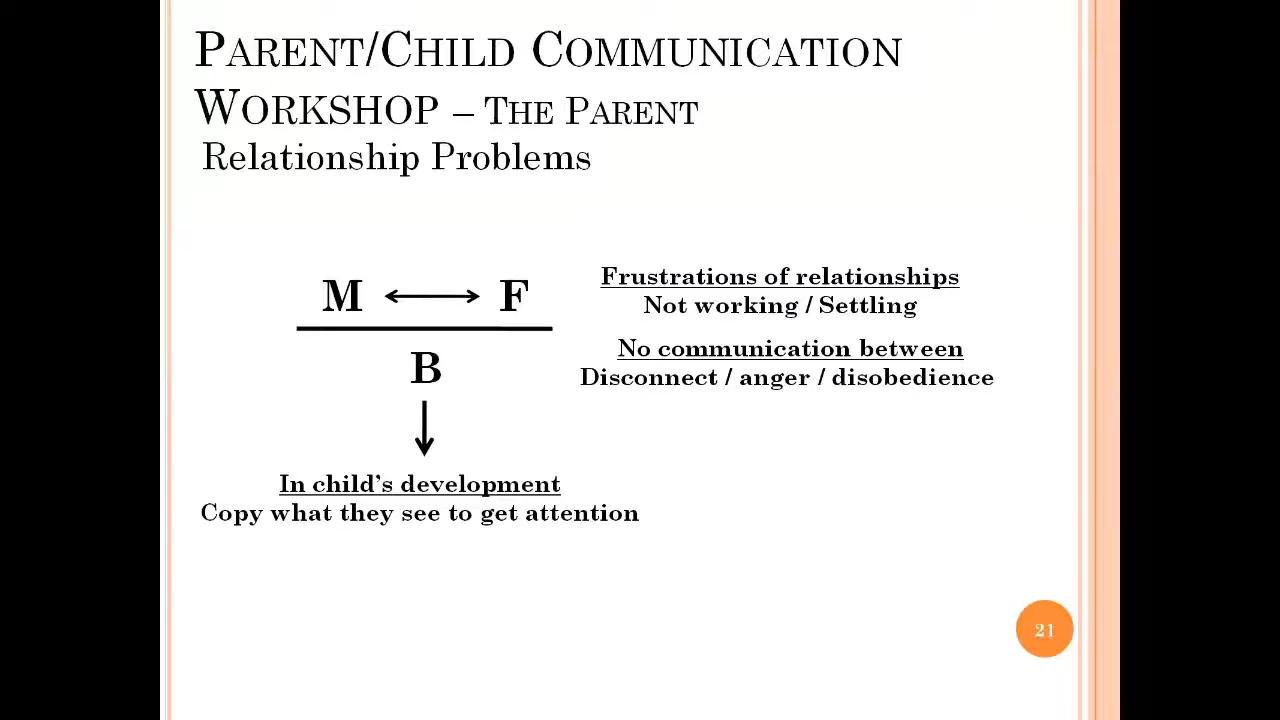 PARENT/CHILD COMMUNICATION
WORKSHOP – THE PARENT
Relationship Problems
M F
B
Frustrations of relationships
Not working / Settling
No communication between
Disconnect / anger / disobedience
In child's development
Copy what they see to get attention
21